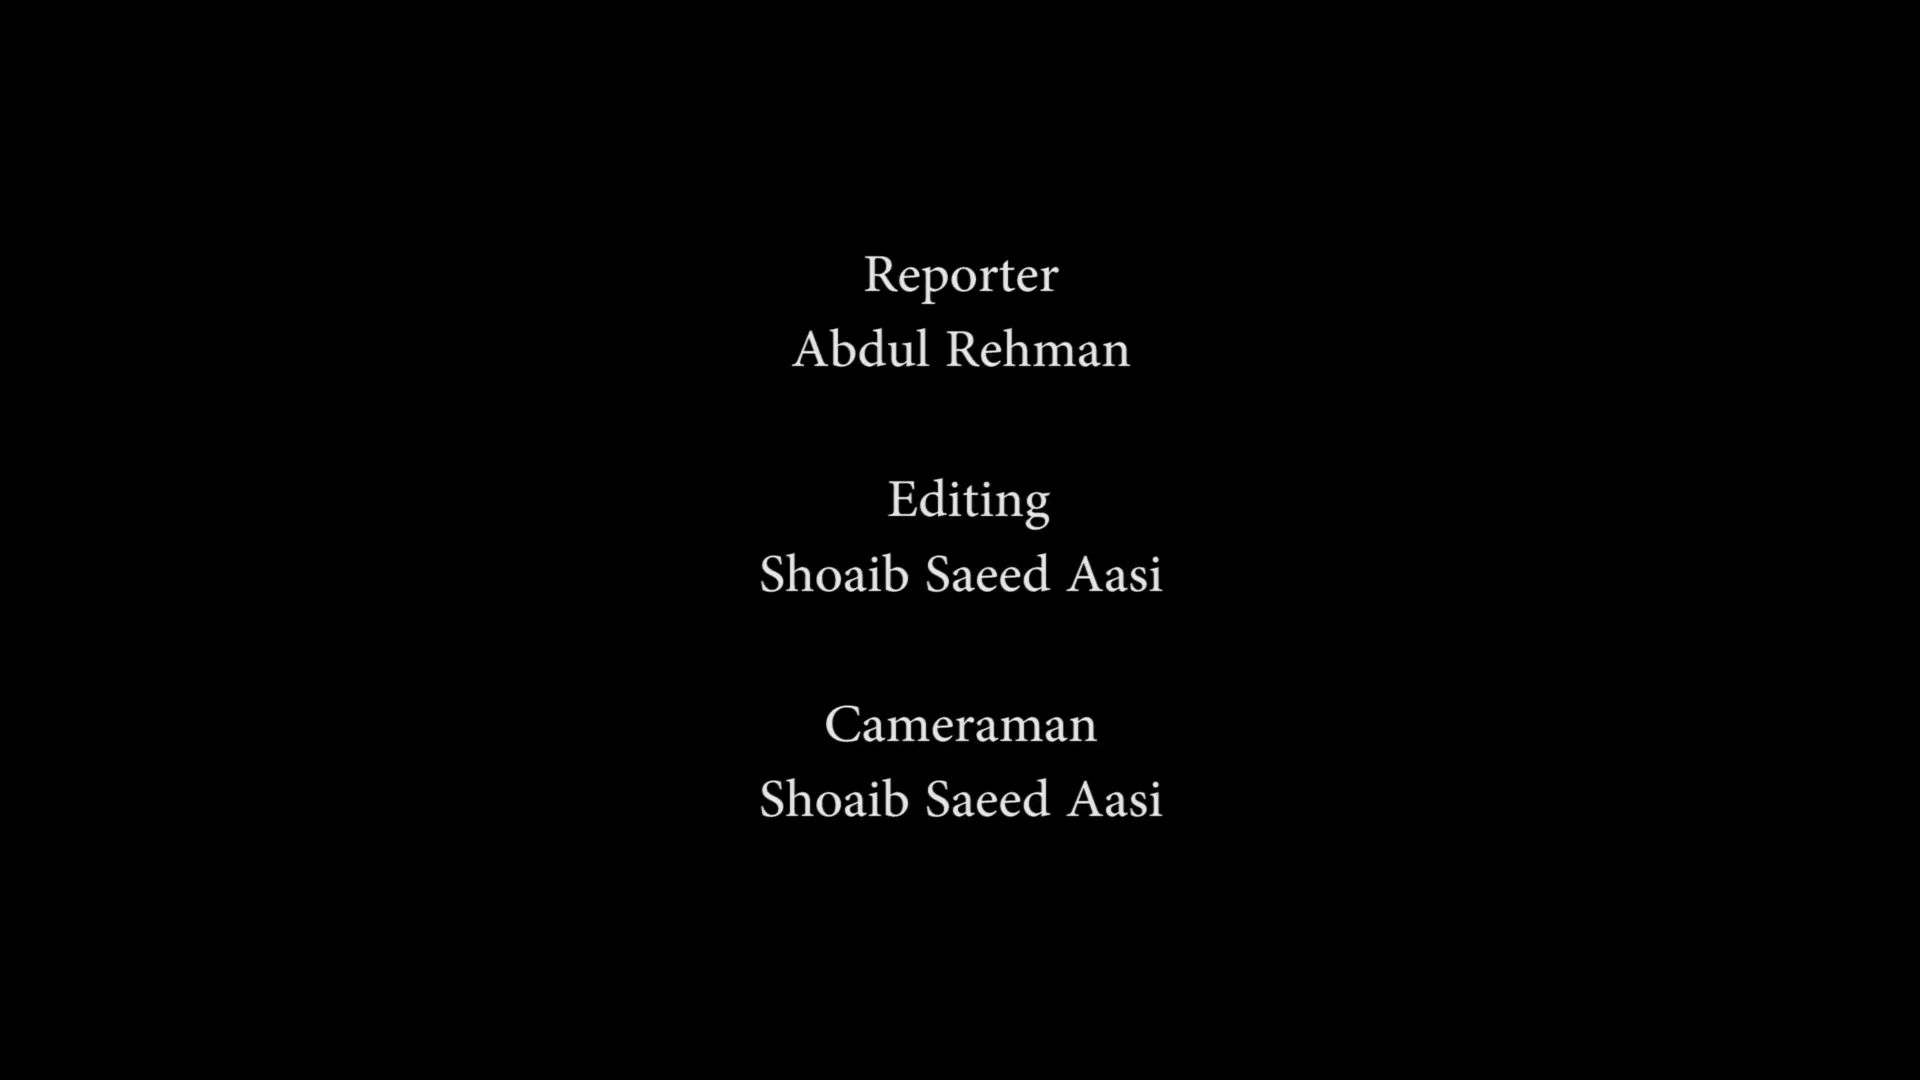 Reporter
Abdul Rehman
Editing
Shoaib Saeed Aasi
Cameraman
Shoaib Saeed Aasi